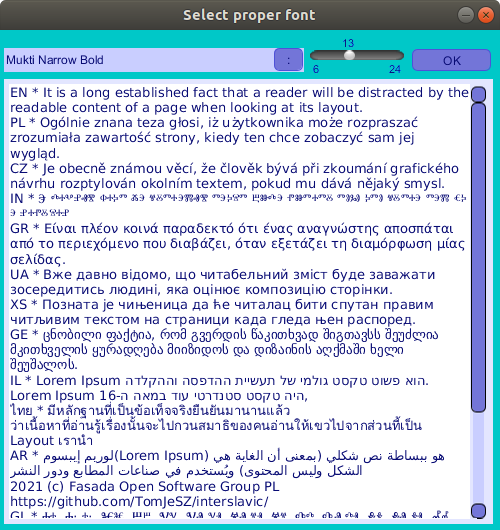 Select proper font
Mukti Narrow Bold
:
13
6
24
OK
EN * It is a long established fact that a reader will be distracted by the
readable content of a page when looking at its layout.
PL * Ogólnie znana teza głosi, iż użytkownika może rozpraszać
zrozumiała zawartość strony, kiedy ten chce zobaczyć sam jej
wygląd.
CZ * Je obecně známou věcí, že člověk bývá při zkoumání grafického
návrhu rozptylován okolním textem, pokud mu dává nějaký smysl.
IN *
GR * Είναι πλέον κοινά παραδεκτό ότι ένας αναγνώστης αποσπάται
από το περιεχόμενο που διαβάζει, όταν εξετάζει τη διαμόρφωση μίας
σελίδας.
UA * Вже давно відомо, що читабельний зміст буде заважати
зосередитись людині, яка оцінює композицію сторінки.
XS * Позната је чињеница да ће читалац бити спутан правим
читљивим текстом на страници када гледа њен распоред.
GE * ცნობილი ფაქტია, რომ გვერდის წაკითხვად შიგთავსს შეუძლია
მკითხველის ყურადღება მიიზიდოს და დიზაინის აღქმაში ხელი
შეუშალოს.
IL * Lorem Ipsum הוא פשוט טקסט גולמי של תעשיית ההדפסה וההקלדה.
Lorem Ipsum היה טקסט סטנדרטי עוד במאה ה-16,
ไทย * มีหลักฐานที่เป็นข้อเท็จจริงยืนยันมานานแล้ว
ว่าเนื้อหาที่อ่านรู้เรื่องนั้นจะไปกวนสมาธิของคนอ่านให้เขวไปจากส่วนที่เป็น
Layout เรานำ
AR * لوريم إيبسوم(Lorem Ipsum) هو ببساطة نص شكلي (بمعنى أن الغاية هي
الشكل وليس المحتوى) ويُستخدم في صناعات المطابع ودور النشر
2021 (c) Fasada Open Software Group PL
https://github.com/TomJeSZ/interslavic/
GL *